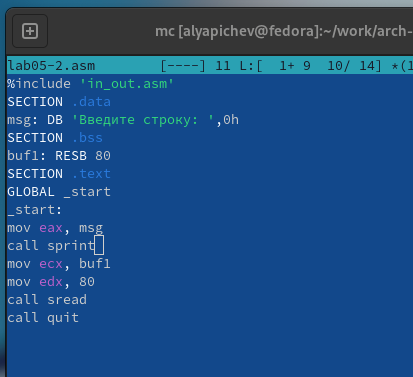 mc [alyapichev@fedora]:~/work/arch-
lab05-2.asm [----] 11 L:[ 1+ 9 10/ 14] *(1
%include 'in_out.asm'
SECTION .data
msg: DB 'Введите строку: ',0h
SECTION .bss
buf1: RESB 80
SECTION .text
GLOBAL _start
_start:
mov eax, msg
call sprint
mov ecx, buf1
mov edx, 80
call sread
call quit